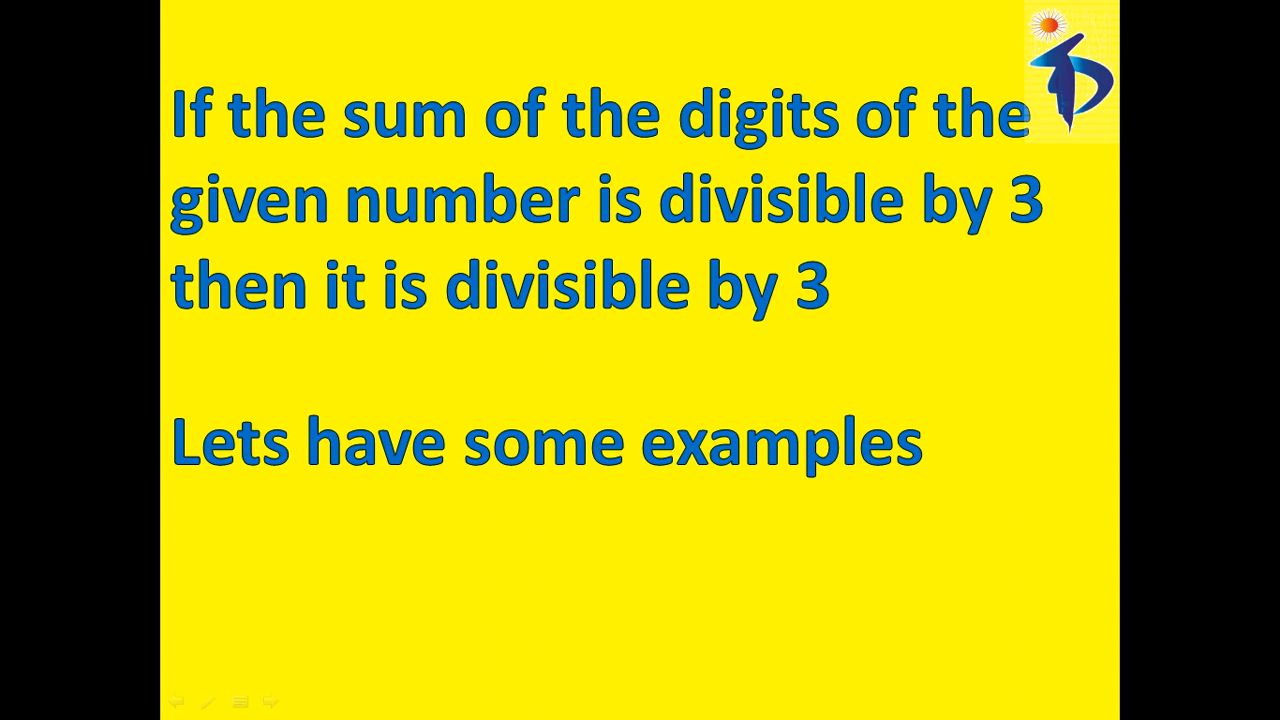 If the sum of the digits of the
given number is divisible by 3
then it is divisible by 3
Lets have some examples